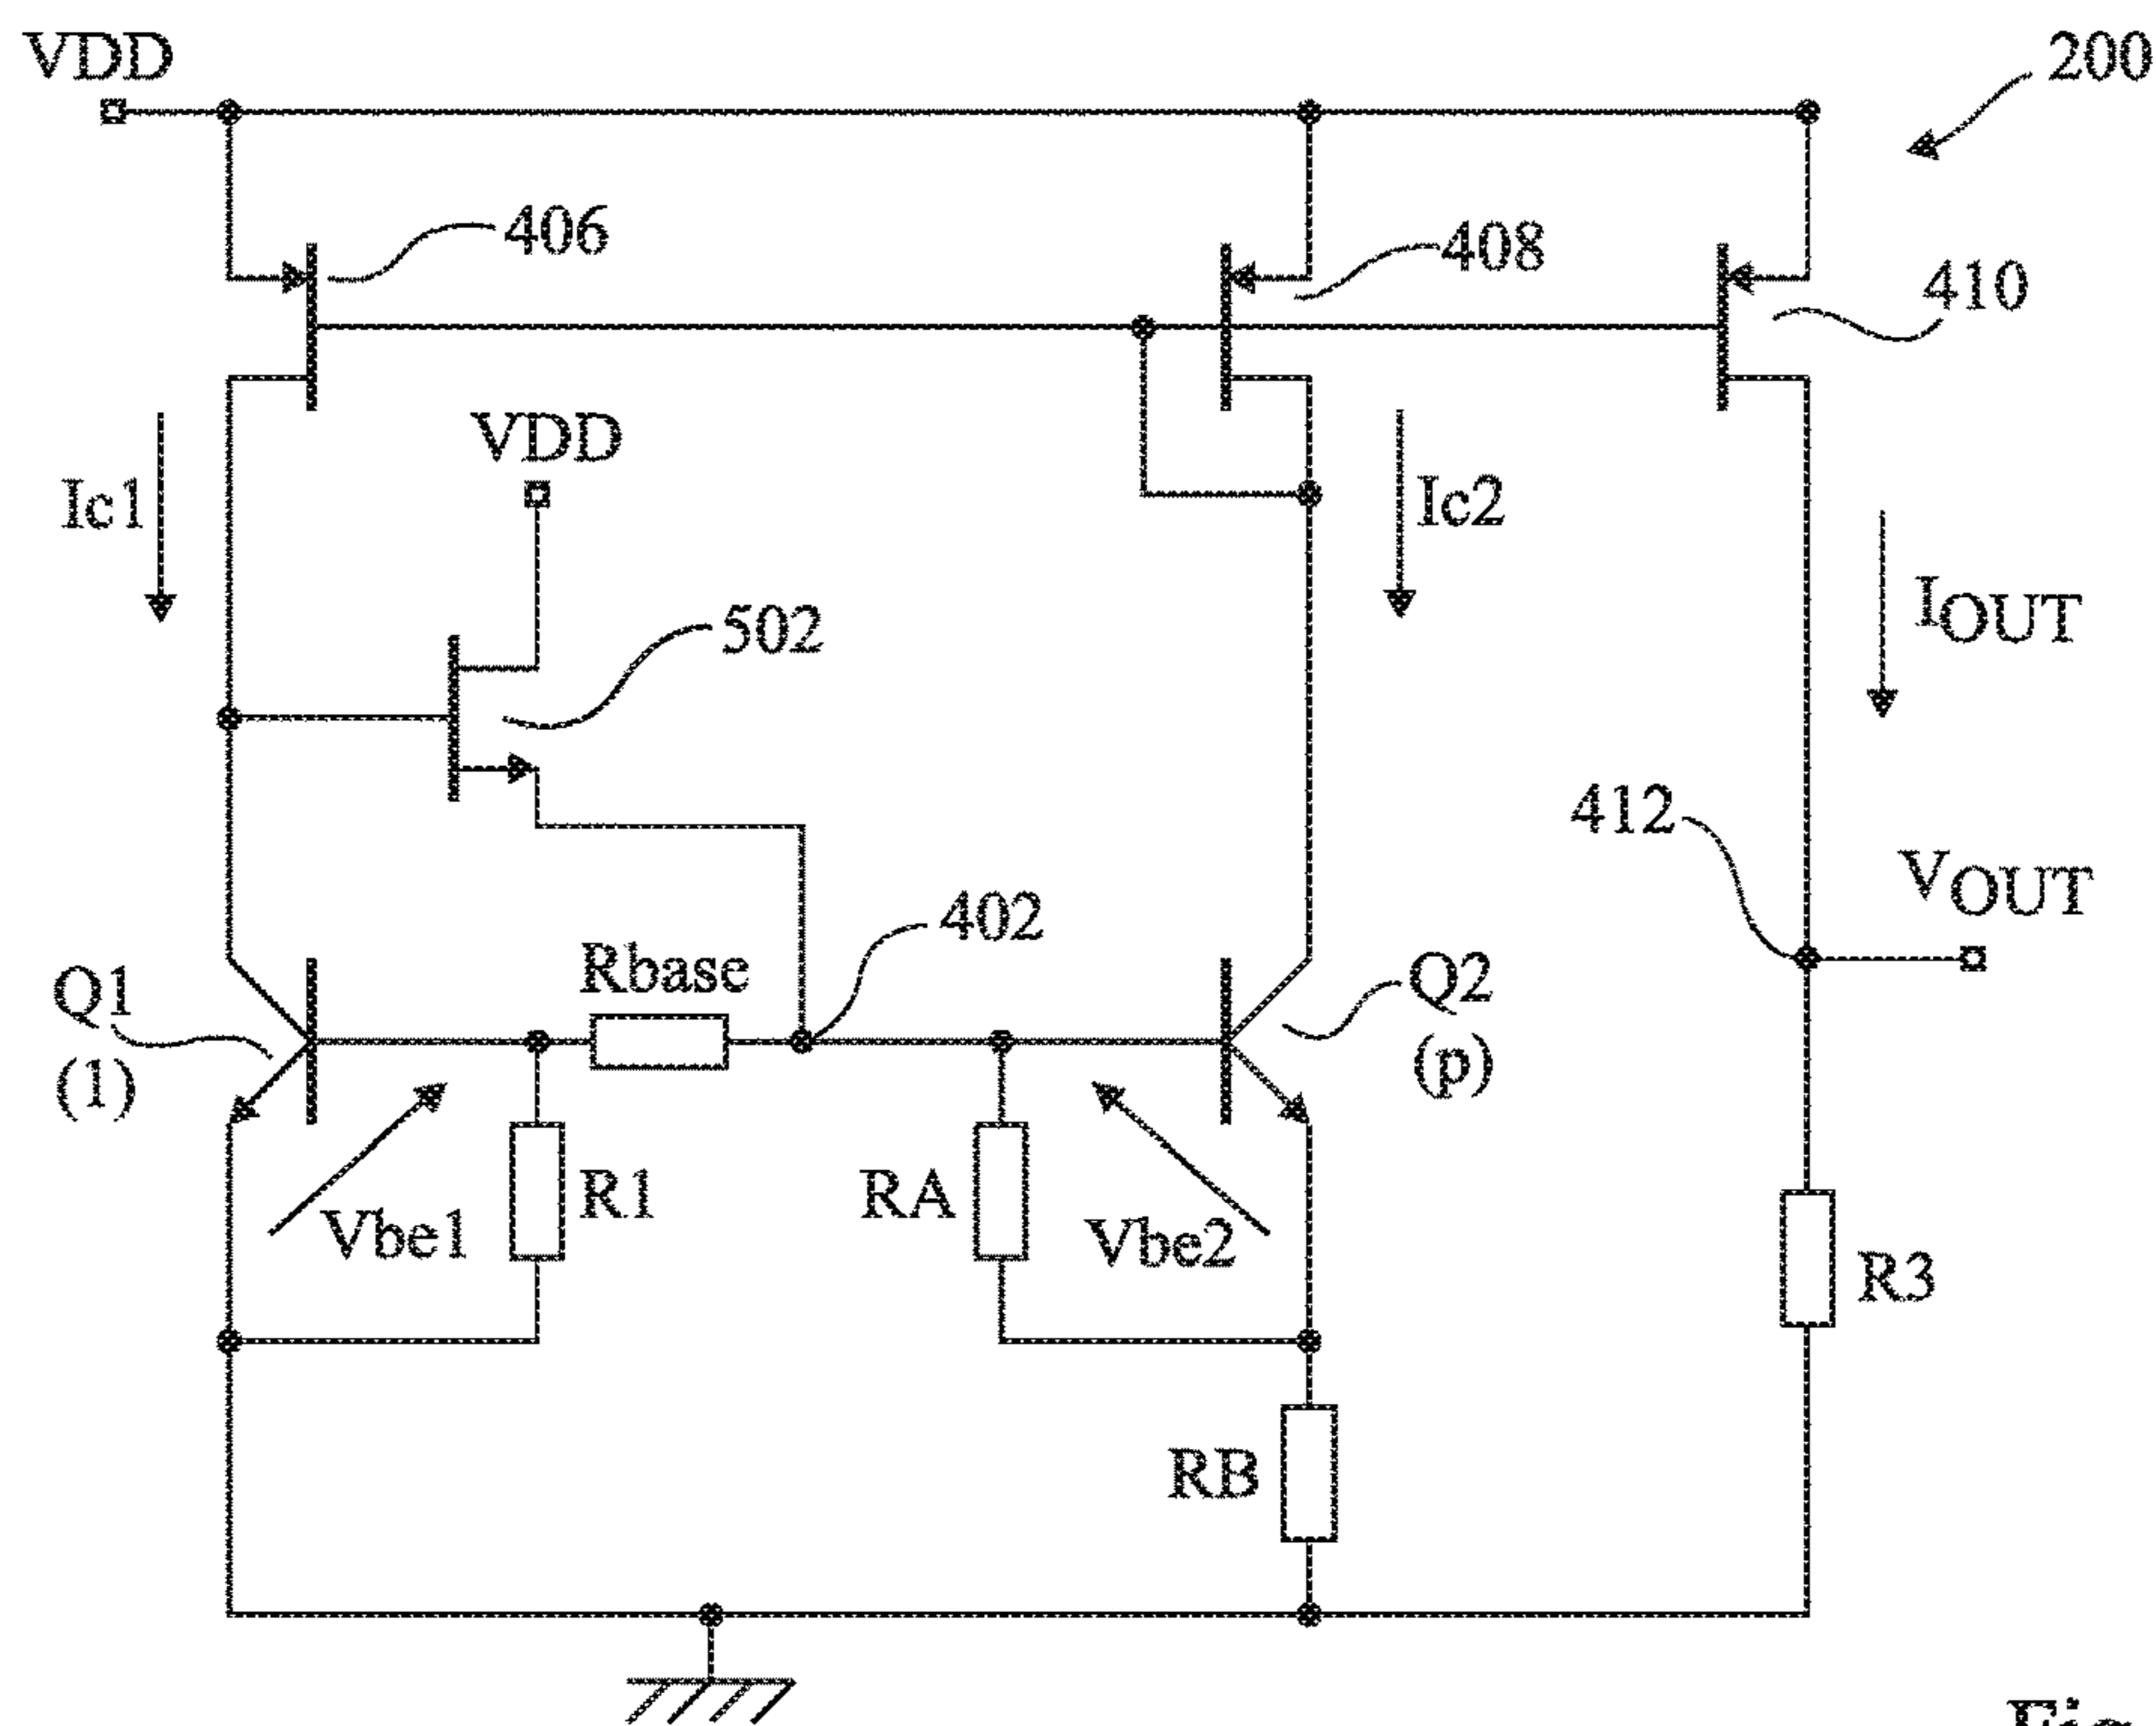 VDD
200
406
408
410
VDD
Ic1
Ic2
IOUT
502
412
VOUT
402
Rbase
Q1
(1)
Q2
(p)
R1
RA
Vbe1
Vbe2
R3
RB